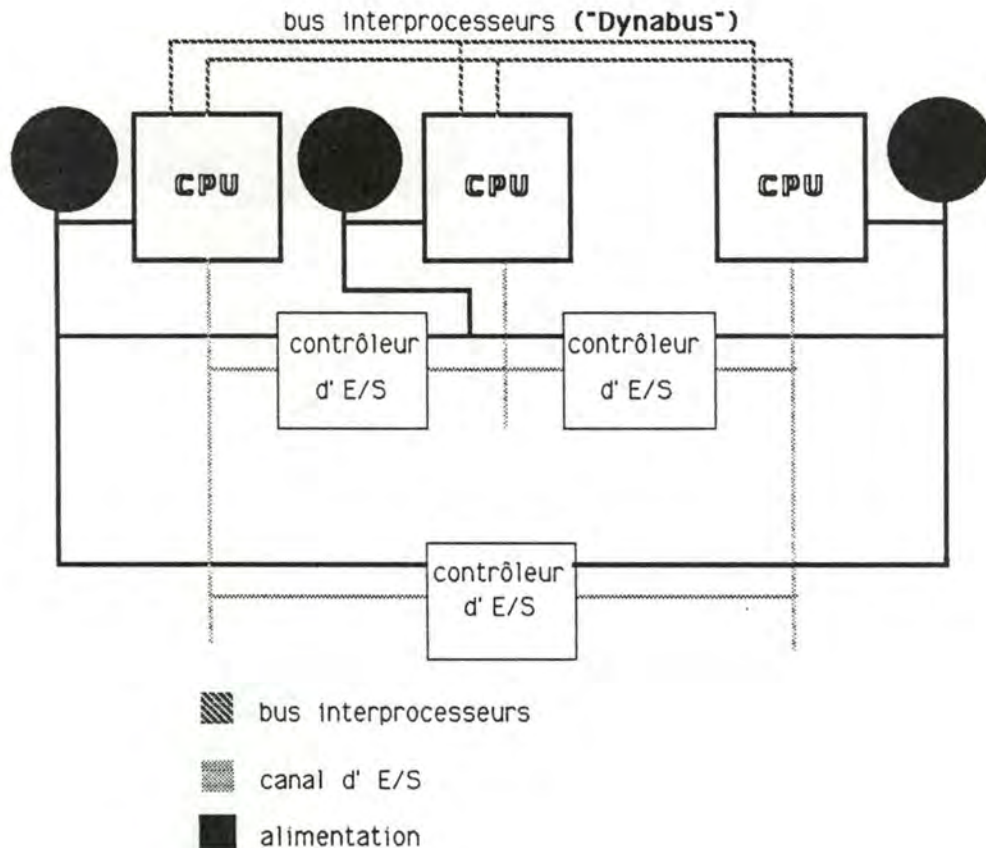 bus interprocesseurs ("Dynabus")
CPU
CPU
CPU
contrôleur
d' E/S
contrôleur
d' E/S
contrôleur
d' E/S
bus interprocesseurs
canal d' E/S
alimentation